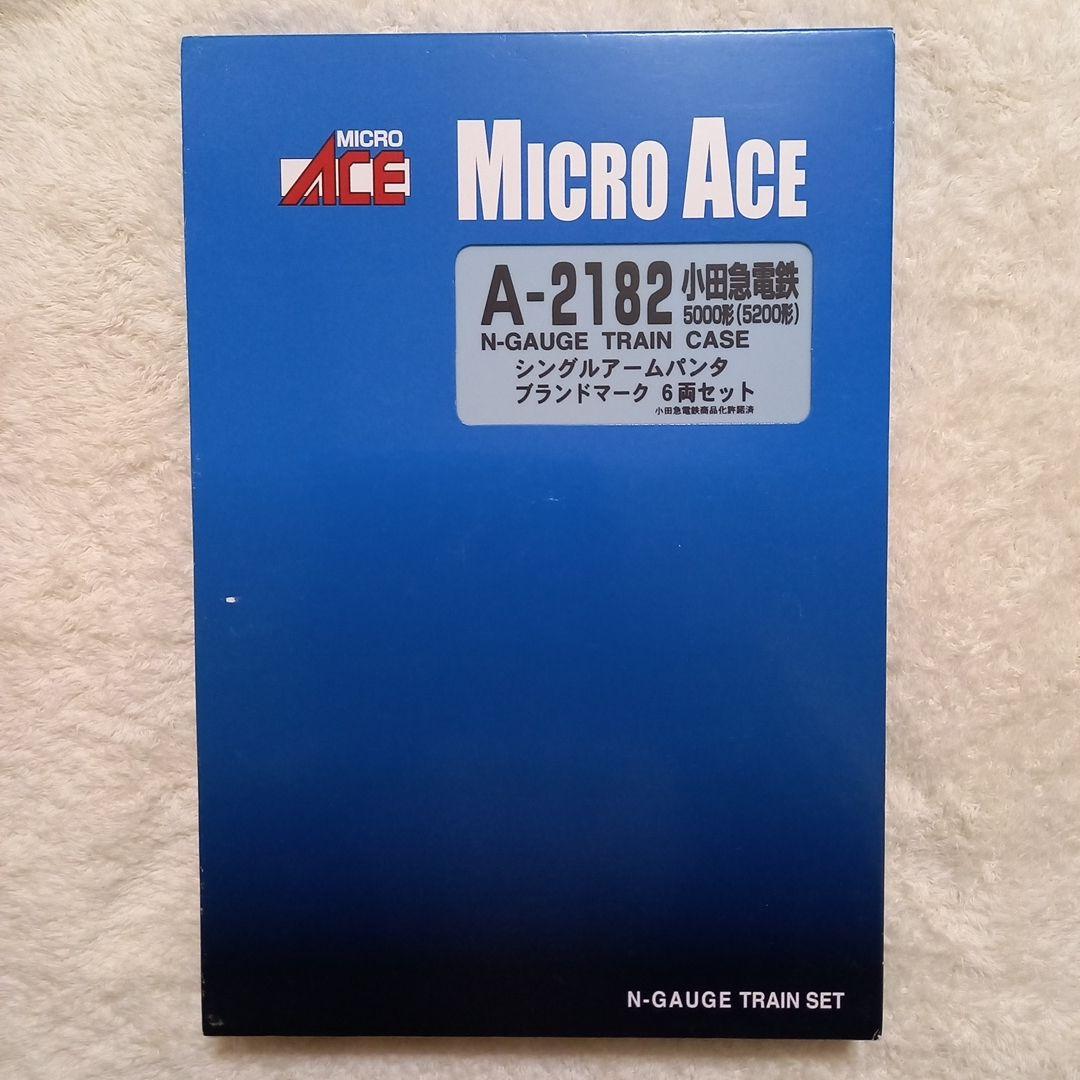 MICRO
ACE
MICRO ACE
A-2182 小田急電鉄
5000形(5200形)
N-GAUGE TRAIN CASE
シングルアームパンタ
ブランドマーク 6両セット
小田急電鉄商品化許諾済
N-GAUGE TRAIN SET